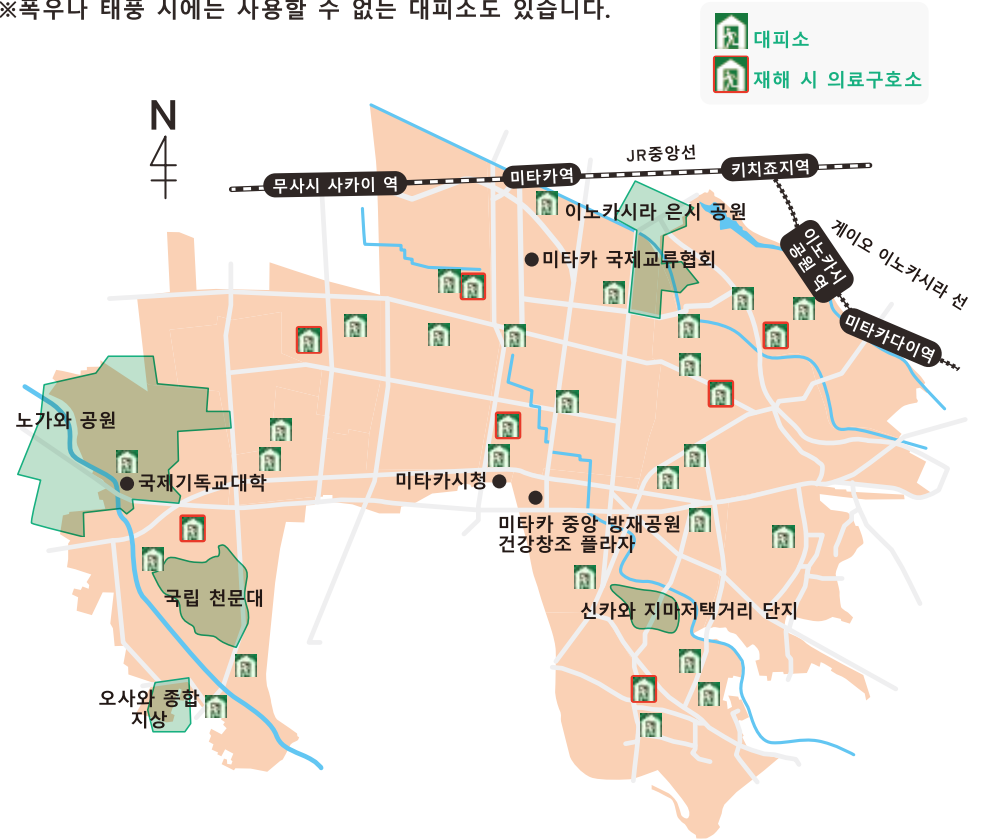 ※폭우나 태풍 시에는 사용할 수 없는 대피소도 있습니다.
대피소
재해 시 의료구호소
N
JR중앙선
무사시 사카이 역
미타카역
키치죠지역
이노카시라 은시 공원
게이오 이노카시라 선
이노카시
공원 역
미타카 국제교류협회
미타카다이역
노가와 공원
국제기독교대학
미타카시청
미타카 중앙 방재공원
건강창조 플라자
국립 천문대
신카와 지마저택거리 단지
오사와 종합
지상